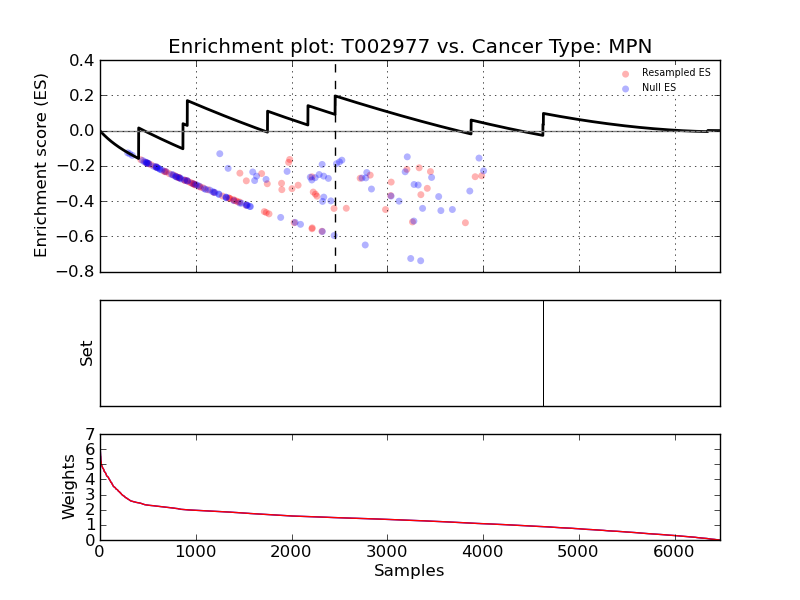 Enrichment plot: T002977 vs. Cancer Type: MPN
Enrichment score (ES)
0.4
0.2
0.0
−0.2
−0.4
−0.6
−0.8
Resampled ES
Null ES
Set
Weights
7
6
5
4
3
2
1
0
0 1000 2000 3000 4000 5000 6000
Samples